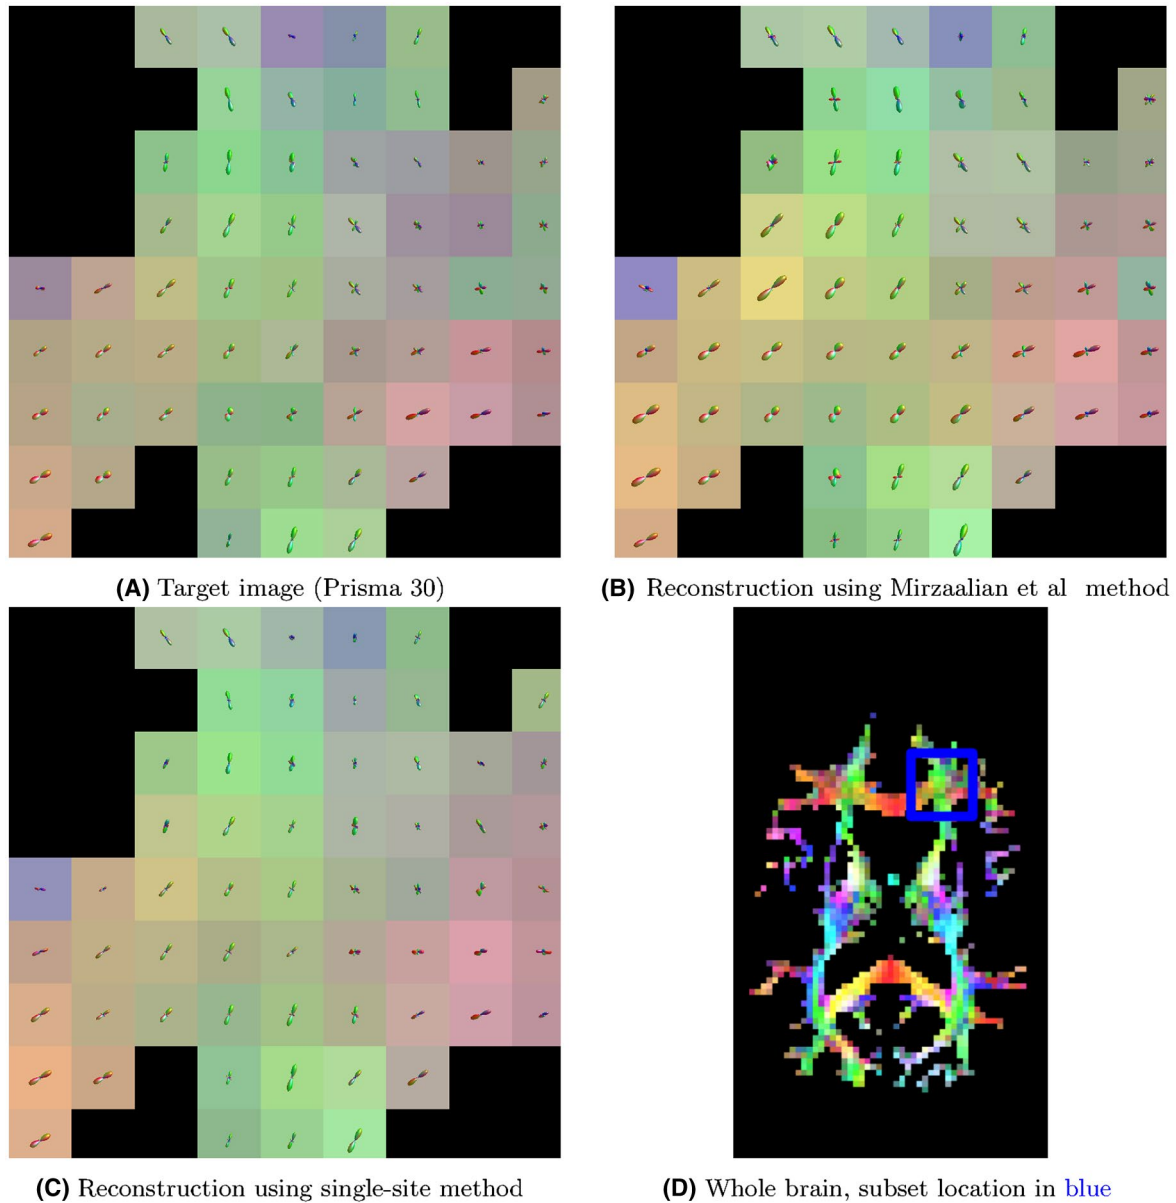 (A) Target image (Prisma 30)
(B) Reconstruction using Mirzaalian et al method
(C) Reconstruction using single-site method
(D) Whole brain, subset location in blue